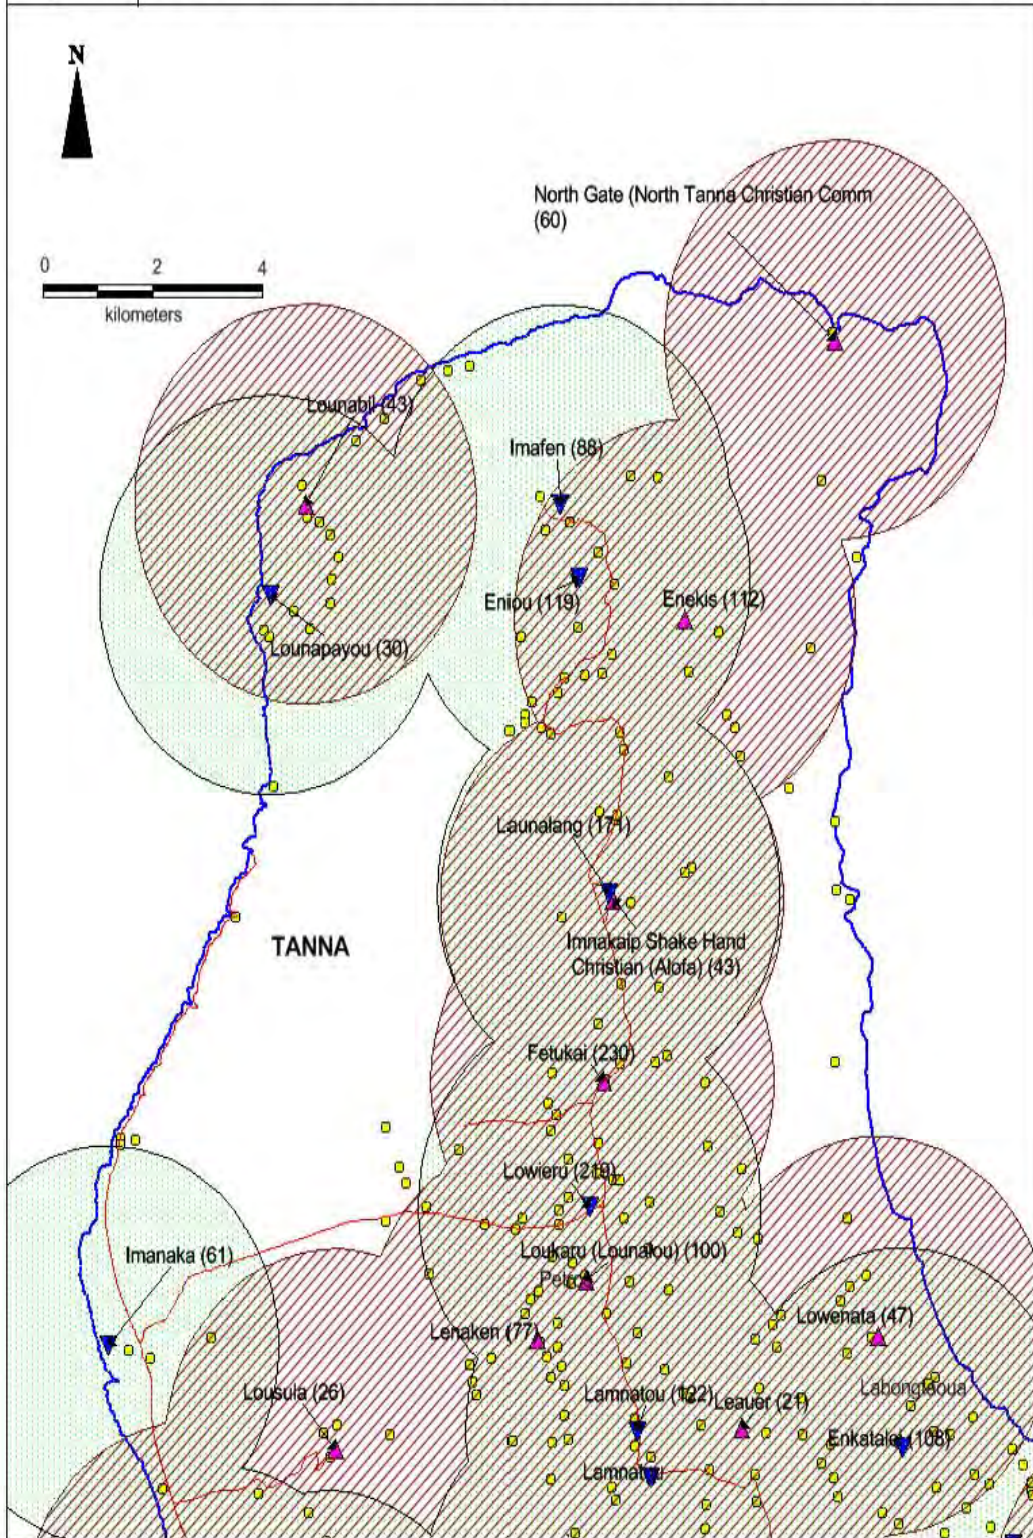 N
North Gate (North Tanna Christian Comm
(60)
0 2 4
kilometers
Lounabil (43)
Imafen (88)
Eniou (119)
Enekis (112)
Lounapayou (30)
Launalang (171)
TANNA
Imnakaip Shake Hand
Christian (Alofa) (43)
Fetukai (230)
Lowieru (219)
Imanaka (61)
Loukaru (Lounalou) (100)
Lenaken (77)
Lowenata (47)
Lousula (26)
Lamnatou (122)
Leauer (21)
Labongtaoua
Enkatalei (108)
Lamnatou